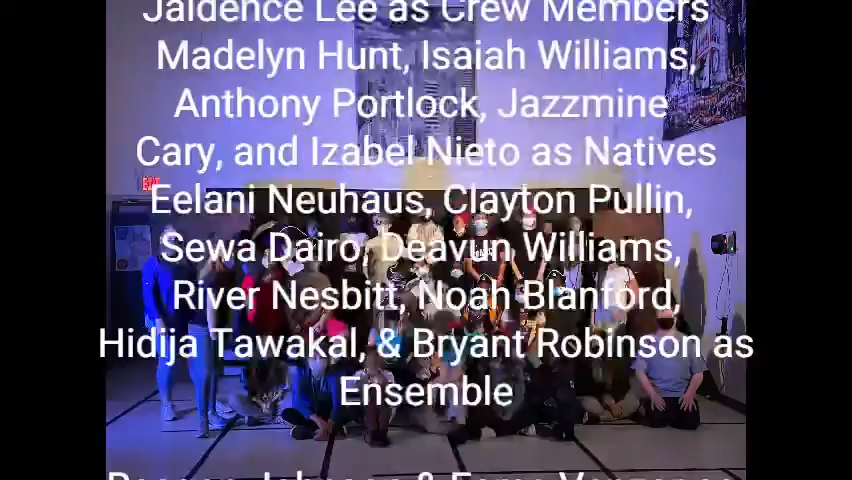 Jaidence Lee as Crew Members
Madelyn Hunt, Isaiah Williams,
Anthony Portlock, Jazzmine
Cary, and Izabel Nieto as Natives
Eelani Neuhaus, Clayton Pullin,
Sewa Dairo, Deavun Williams,
River Nesbitt, Noah Blanford,
Hidija Tawakal, & Bryant Robinson as
Ensemble
EXIT